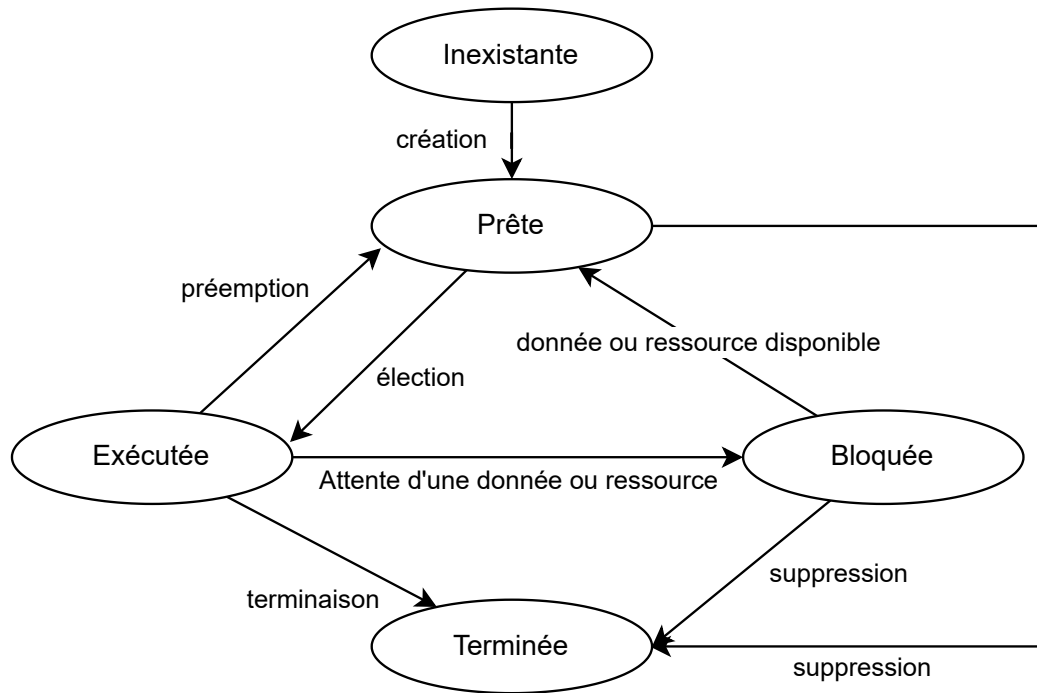 Inexistante
création
Prête
préemption
donnée ou ressource disponible
élection
Exécutée
Bloquée
Attente d'une donnée ou ressource
suppression
terminaison
Terminée
suppression